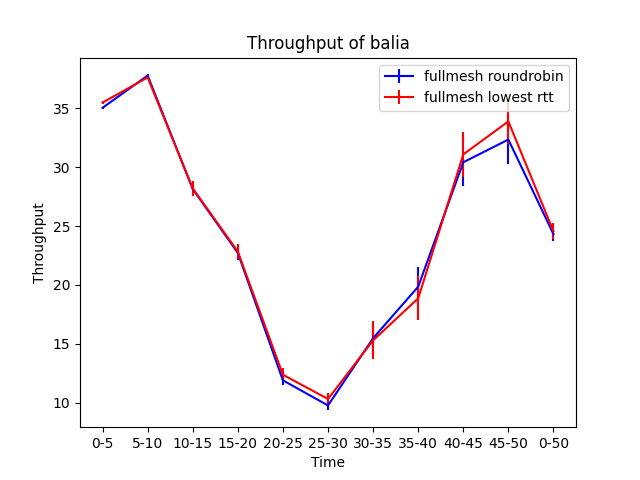 Throughput of balia
fullmesh roundrobin
fullmesh lowest rtt
Throughput
35
30
25
20
15
10
0-5 5-10 10-15 15-20 20-25 25-30 30-35 35-40 40-45 45-50 0-50
Time